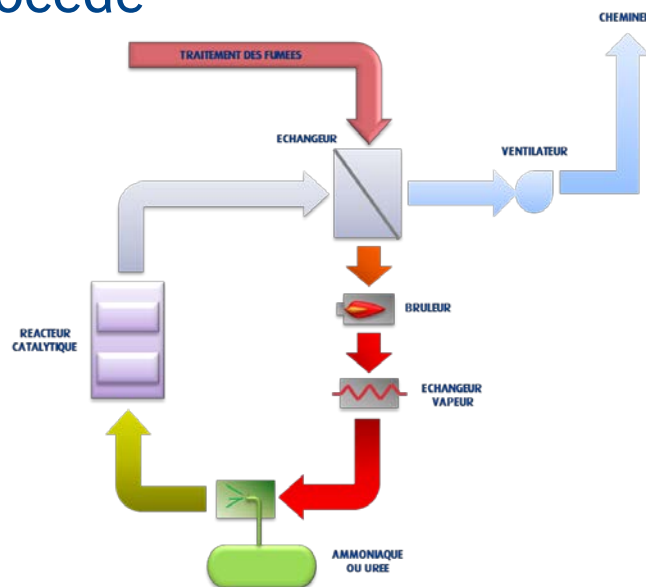 TRAITEMENT DES FUMEES
ECHANGEUR
VENTILATEUR
BRULEUR
REACTEUR
CATALYTIQUE
ECHANGEUR
VAPEUR
AMMONIAQUE
OU UREE